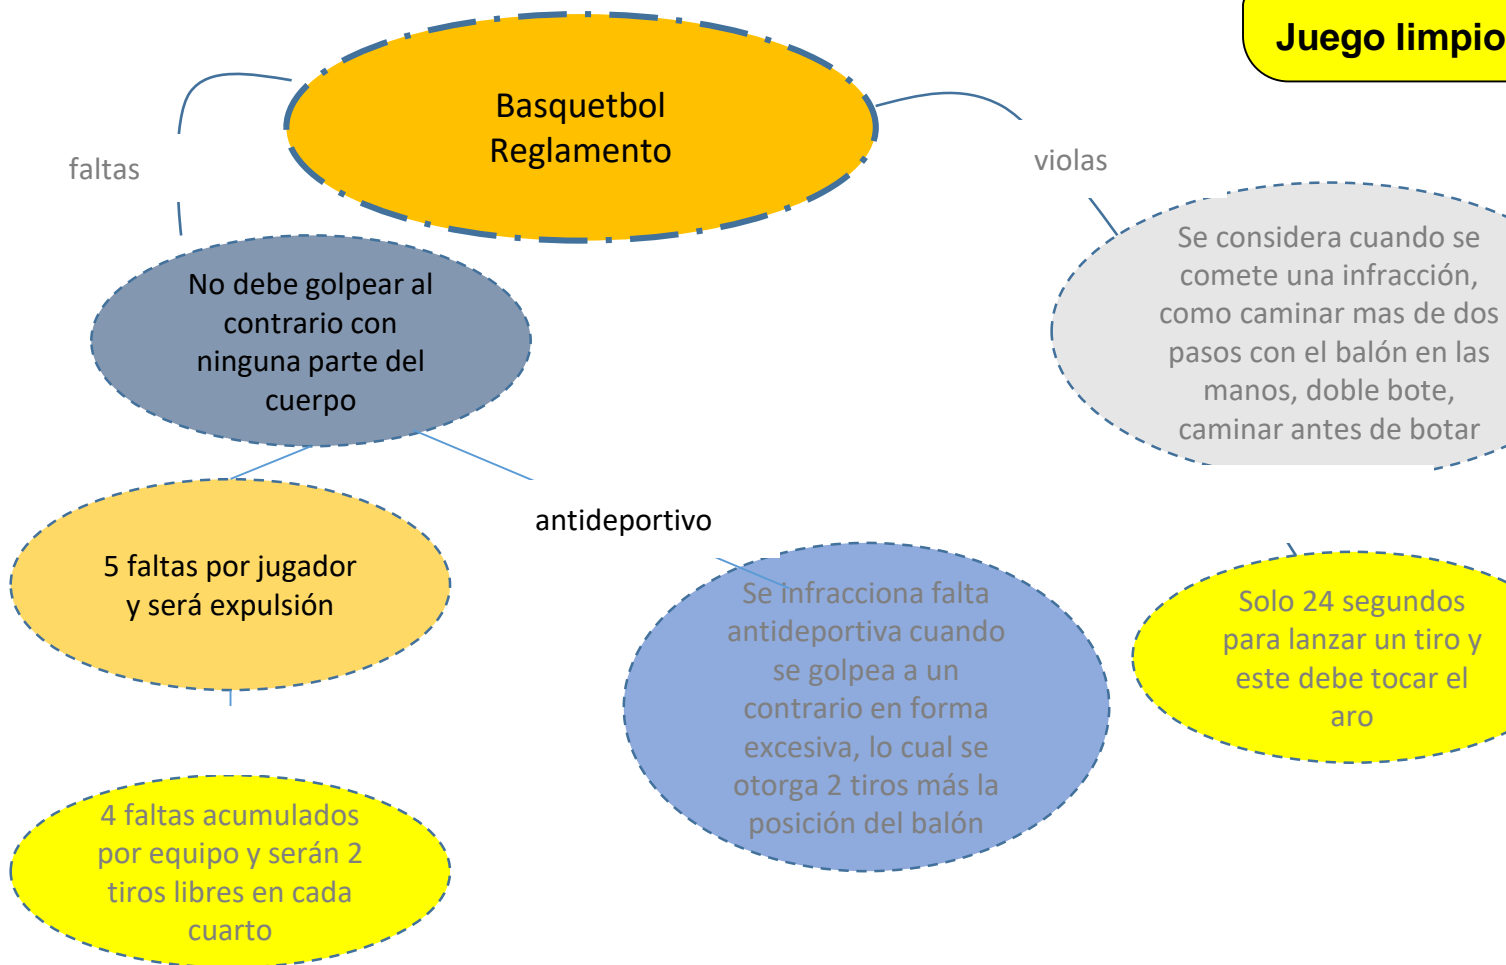 Juego limpio
Basquetbol
Reglamento
faltas
violas
No debe golpear al
contrario con
ninguna parte del
cuerpo
Se considera cuando se
comete una infracción,
como caminar mas de dos
pasos con el balón en las
manos, doble bote,
caminar antes de botar
antideportivo
5 faltas por jugador
y será expulsión
Se infracciona falta
antideportiva cuando
se golpea a un
contrario en forma
excesiva, lo cual se
otorga 2 tiros más la
posición del balón
Solo 24 segundos
para lanzar un tiro y
este debe tocar el
aro
4 faltas acumulados
por equipo y serán 2
tiros libres en cada
cuarto